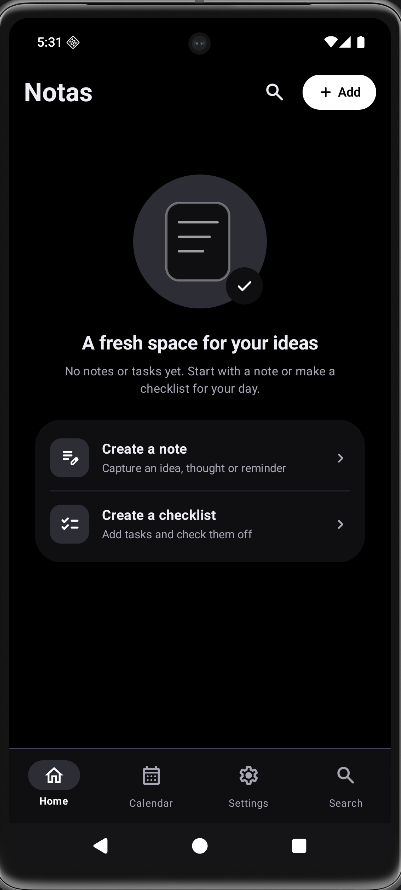 5:31
Notas
+ Add
A fresh space for your ideas
No notes or tasks yet. Start with a note or make a
checklist for your day.
Create a note
Capture an idea, thought or reminder
Create a checklist
Add tasks and check them off
Home
Calendar
Settings
Search